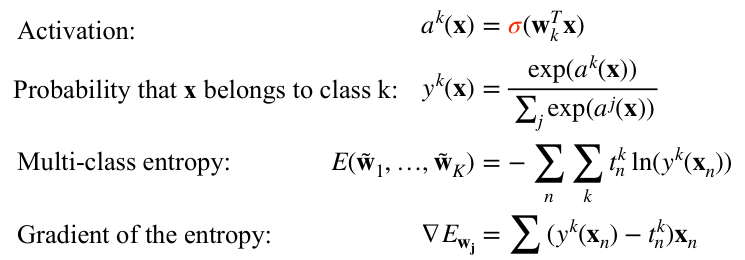 Activation: a^k(𝐱) = σ(𝐰_k^T 𝐱)
Probability that 𝐱 belongs to class k: y^k(𝐱) = exp(a^k(𝐱)) / ∑_j exp(a^j(𝐱))
Multi-class entropy: E(𝐰̃_1, …, 𝐰̃_K) = − ∑_n ∑_k t_n^k ln(y^k(𝐱_n))
Gradient of the entropy: ∇E_{𝐰_𝐣} = ∑ (y^k(𝐱_n) − t_n^k)𝐱_n